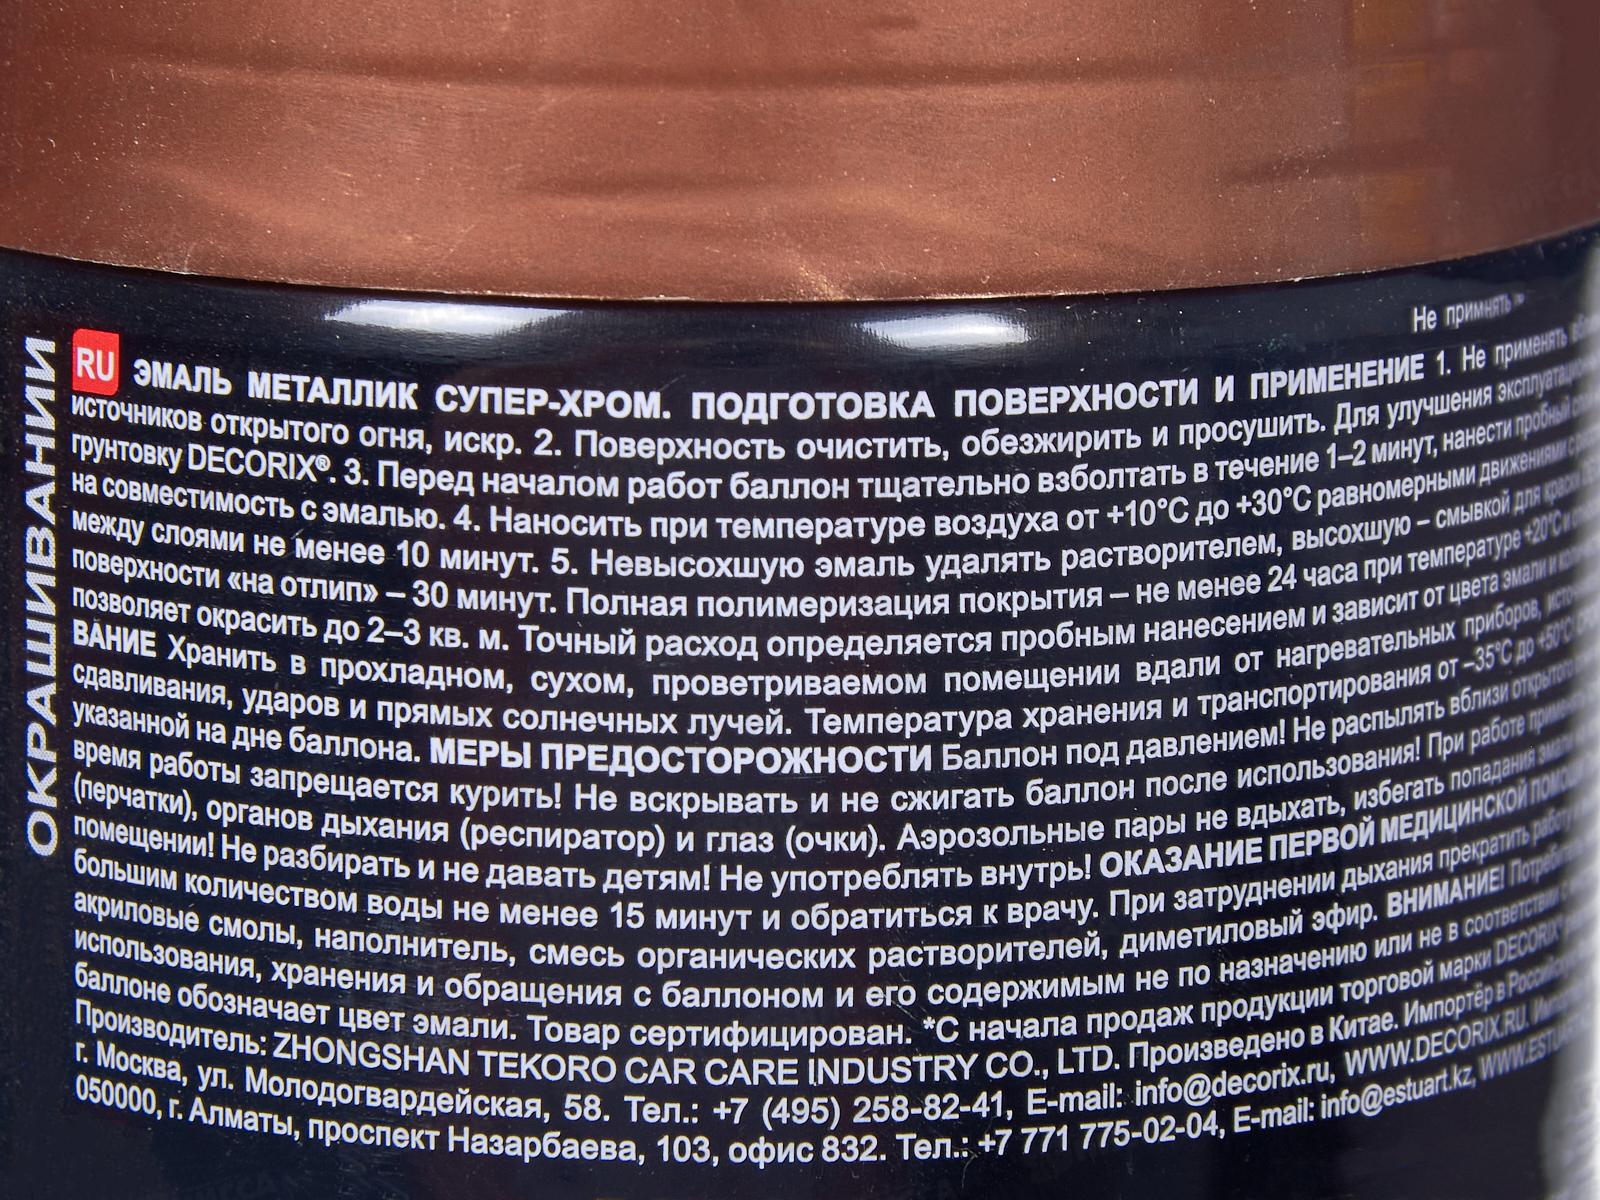 ОКРАШИВАНИИ
Не
RU ЭМАЛЬ МЕТАЛЛИК СУПЕР-ХРОМ. ПОДГОТОВКА ПОВЕРХНОСТИ И ПРИМЕНЕНИЕ 1. Не применять
источников открытого огня, искр. 2. Поверхность очистить, обезжирить и просушить. Для улучшения
грунтовку DECORIX®. 3. Перед началом работ баллон тщательно взболтать в течение 1–2 минут, нанести пробный
на совместимость с эмалью. 4. Наносить при температуре воздуха от +10°C до +30°C равномерными движениями
между слоями не менее 10 минут. 5. Невысохшую эмаль удалять растворителем, высохшую – смывкой для краски
поверхности «на отлип» – 30 минут. Полная полимеризация покрытия – не менее 24 часа при температуре +20°C и
позволяет окрасить до 2–3 кв. м. Точный расход определяется пробным нанесением и зависит от цвета эмали и
ВАНИЕ Хранить в прохладном, сухом, проветриваемом помещении вдали от нагревательных приборов,
сдавливания, ударов и прямых солнечных лучей. Температура хранения и транспортирования от –35°C до +50°C
указанной на дне баллона. МЕРЫ ПРЕДОСТОРОЖНОСТИ Баллон под давлением! Не распылять вблизи открытого
время работы запрещается курить! Не вскрывать и не сжигать баллон после использования! При работе
(перчатки), органов дыхания (респиратор) и глаз (очки). Аэрозольные пары не вдыхать, избегать попадания
помещении! Не разбирать и не давать детям! Не употреблять внутрь! ОКАЗАНИЕ ПЕРВОЙ МЕДИЦИНСКОЙ
большим количеством воды не менее 15 минут и обратиться к врачу. При затруднении дыхания прекратить
акриловые смолы, наполнитель, смесь органических растворителей, диметиловый эфир. ВНИМАНИЕ!
использования, хранения и обращения с баллоном и его содержимым не по назначению или не в соответствии с
баллоне обозначает цвет эмали. Товар сертифицирован. *С начала продаж продукции торговой марки DECORIX®
Производитель: ZHONGSHAN TEKORO CAR CARE INDUSTRY CO., LTD. Произведено в Китае. Импортёр в
г. Москва, ул. Молодогвардейская, 58. Тел.: +7 (495) 258-82-41, E-mail: info@decorix.ru, WWW.DECORIX.RU.
050000, г. Алматы, проспект Назарбаева, 103, офис 832. Тел.: +7 771 775-02-04, E-mail: info@estuart.kz,